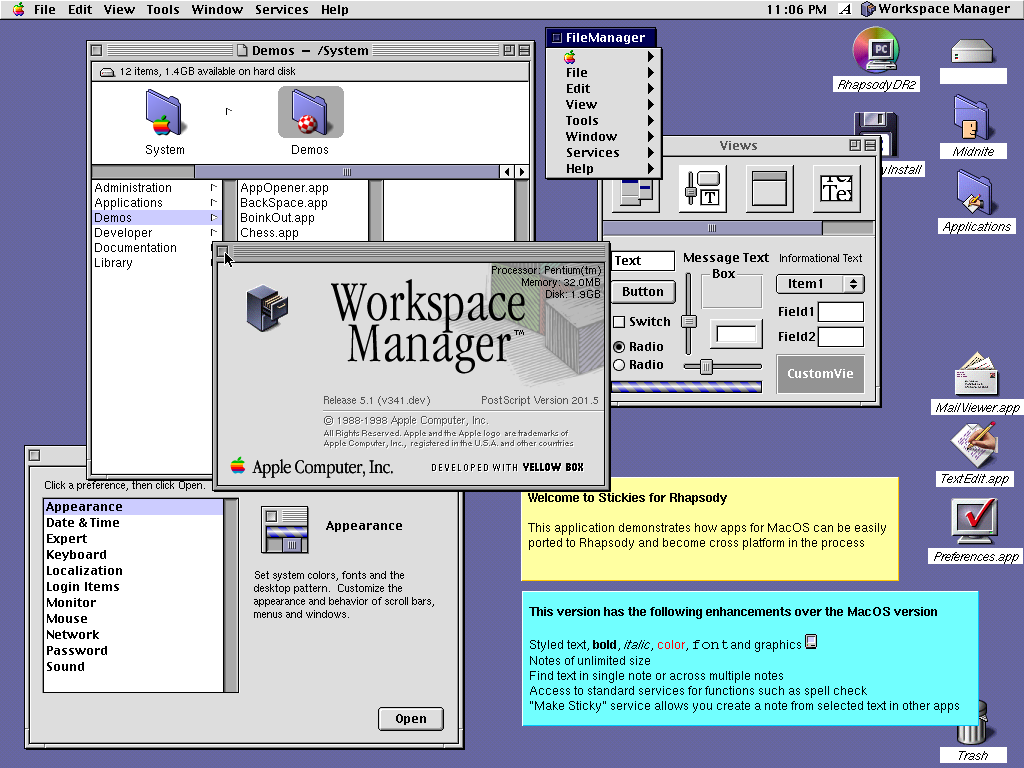 File Edit View Tools Window Services Help 11:06 PM A Workspace Manager
Demos — /System
12 items, 1.4GB available on hard disk
System
Demos
Administration
Applications
Demos
Developer
Documentation
Library
AppOpener.app
BackSpace.app
BoinkOut.app
Chess.app
FileManager
File
Edit
View
Tools
Window
Services
Help
Views
T
Text
Message Text
Informational Text
Box
Item1
Button
Switch
Field1
Radio
Field2
Radio
CustomVie
Processor: Pentium(tm)
Memory: 32.0MB
Disk: 1.9GB
Workspace
Manager™
Release 5.1 (v341.dev) PostScript Version 201.5
© 1988-1998 Apple Computer, Inc.
All Rights Reserved. Apple and the Apple logo are trademarks of
Apple Computer, Inc., registered in the U.S.A. and other countries
Apple Computer, Inc. DEVELOPED WITH YELLOW BOX
Click a preference, then click Open.
Appearance
Date & Time
Expert
Keyboard
Localization
Login Items
Monitor
Mouse
Network
Password
Sound
Appearance
Set system colors, fonts and the
desktop pattern. Customize the
appearance and behavior of scroll bars,
menus and windows.
Open
Welcome to Stickies for Rhapsody
This application demonstrates how apps for MacOS can be easily
ported to Rhapsody and become cross platform in the process
This version has the following enhancements over the MacOS version
Styled text, bold, italic, color, font and graphics
Notes of unlimited size
Find text in single note or across multiple notes
Access to standard services for functions such as spell check
"Make Sticky" service allows you create a note from selected text in other apps
PC
RhapsodyDR2
yInstall
Midnite
Applications
MailViewer.app
TextEdit.app
Preferences.app
Trash